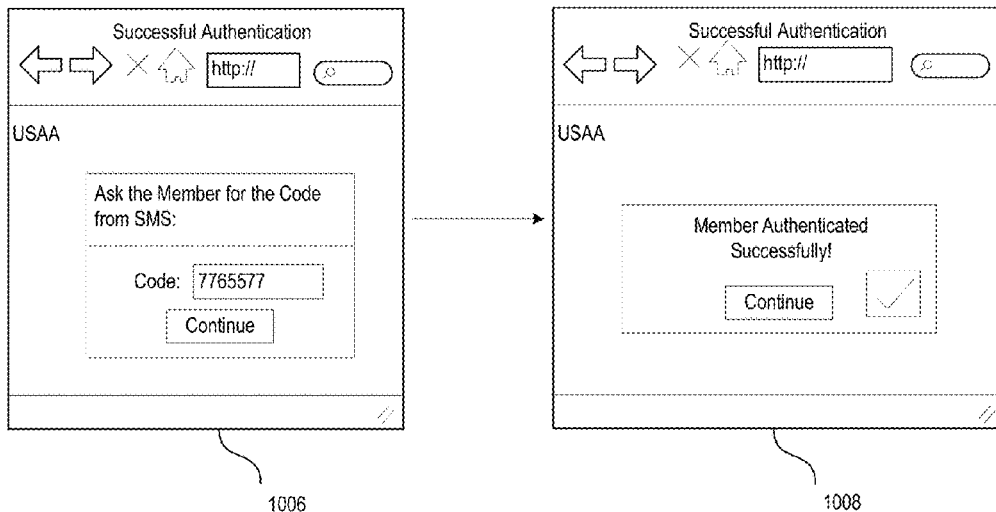 Successful Authentication
http://
USAA
Ask the Member for the Code
from SMS:
Code: 7765577
Continue
1006
Successful Authentication
http://
USAA
Member Authenticated
Successfully!
Continue
1008